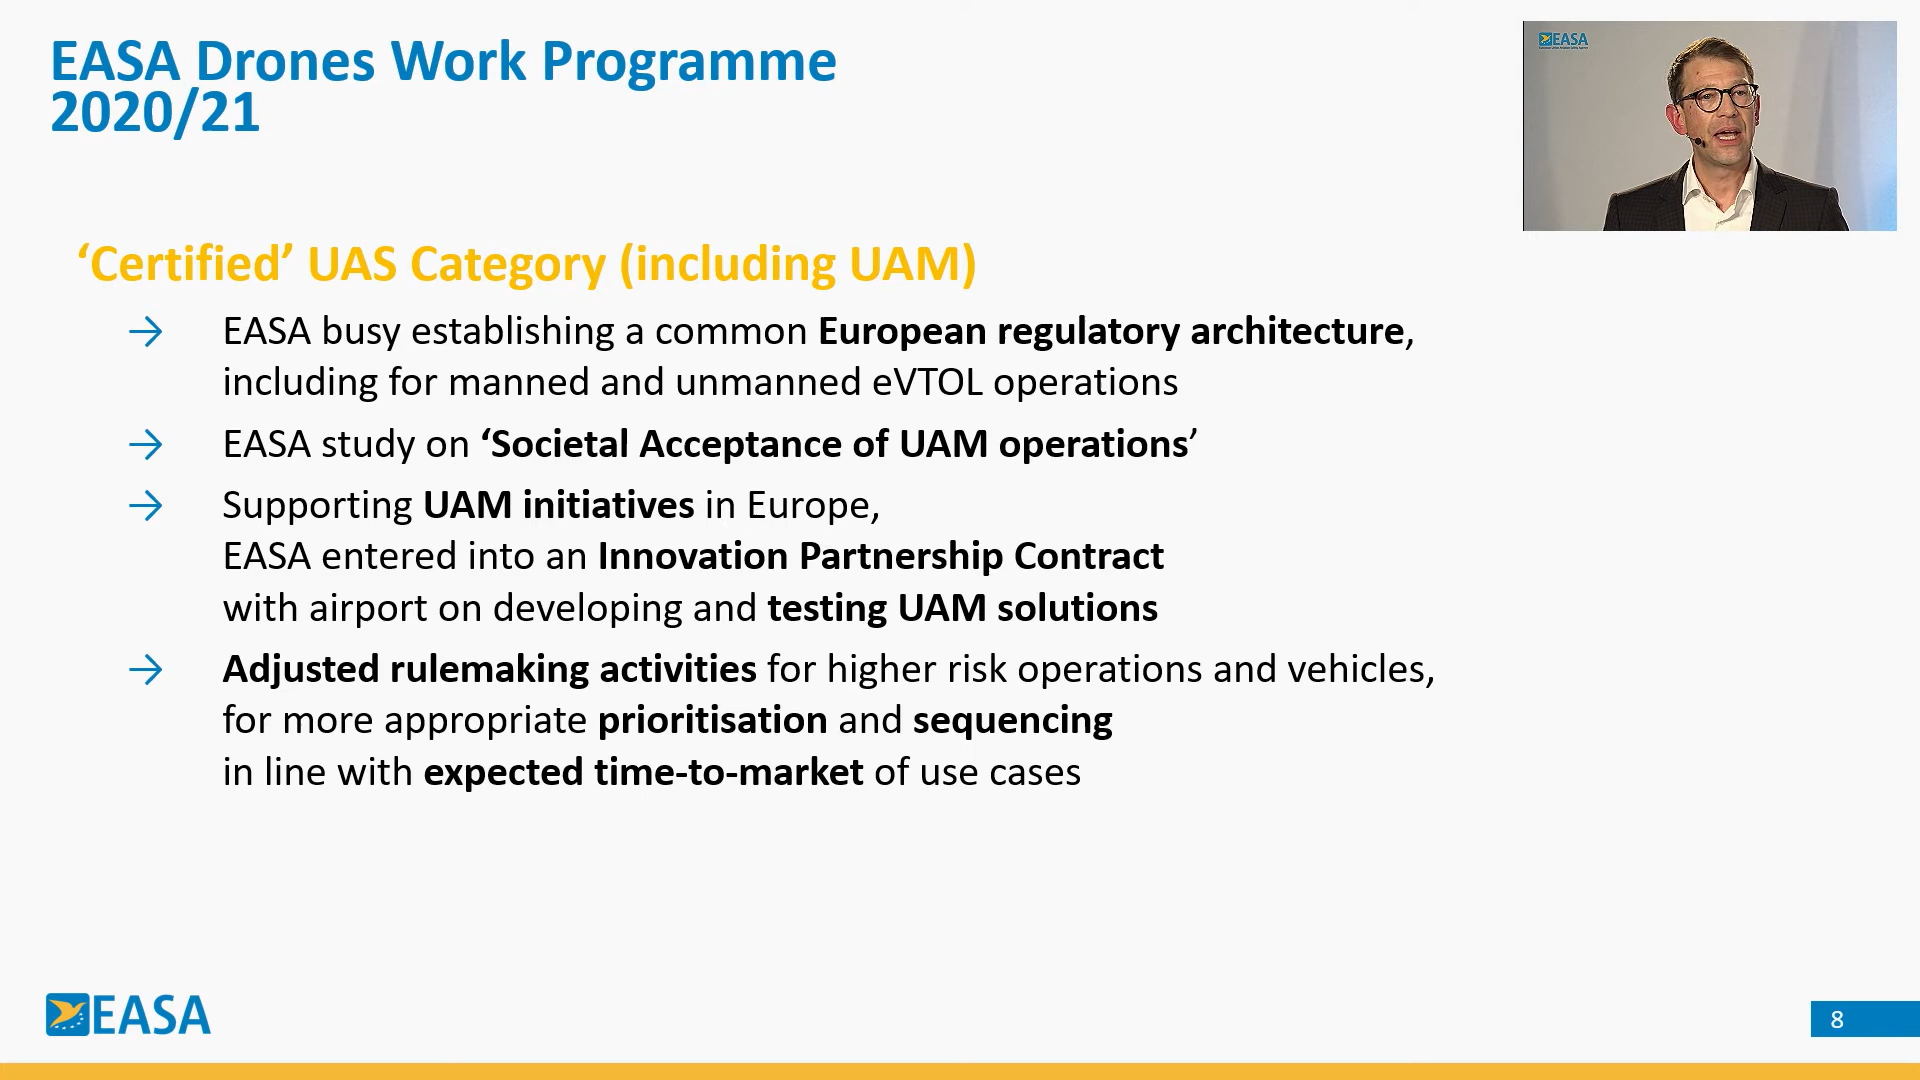 EASA Drones Work Programme
2020/21
EASA
‘Certified’ UAS Category (including UAM)
→ EASA busy establishing a common European regulatory architecture,
including for manned and unmanned eVTOL operations
→ EASA study on ‘Societal Acceptance of UAM operations’
→ Supporting UAM initiatives in Europe,
EASA entered into an Innovation Partnership Contract
with airport on developing and testing UAM solutions
→ Adjusted rulemaking activities for higher risk operations and vehicles,
for more appropriate prioritisation and sequencing
in line with expected time-to-market of use cases
EASA
8